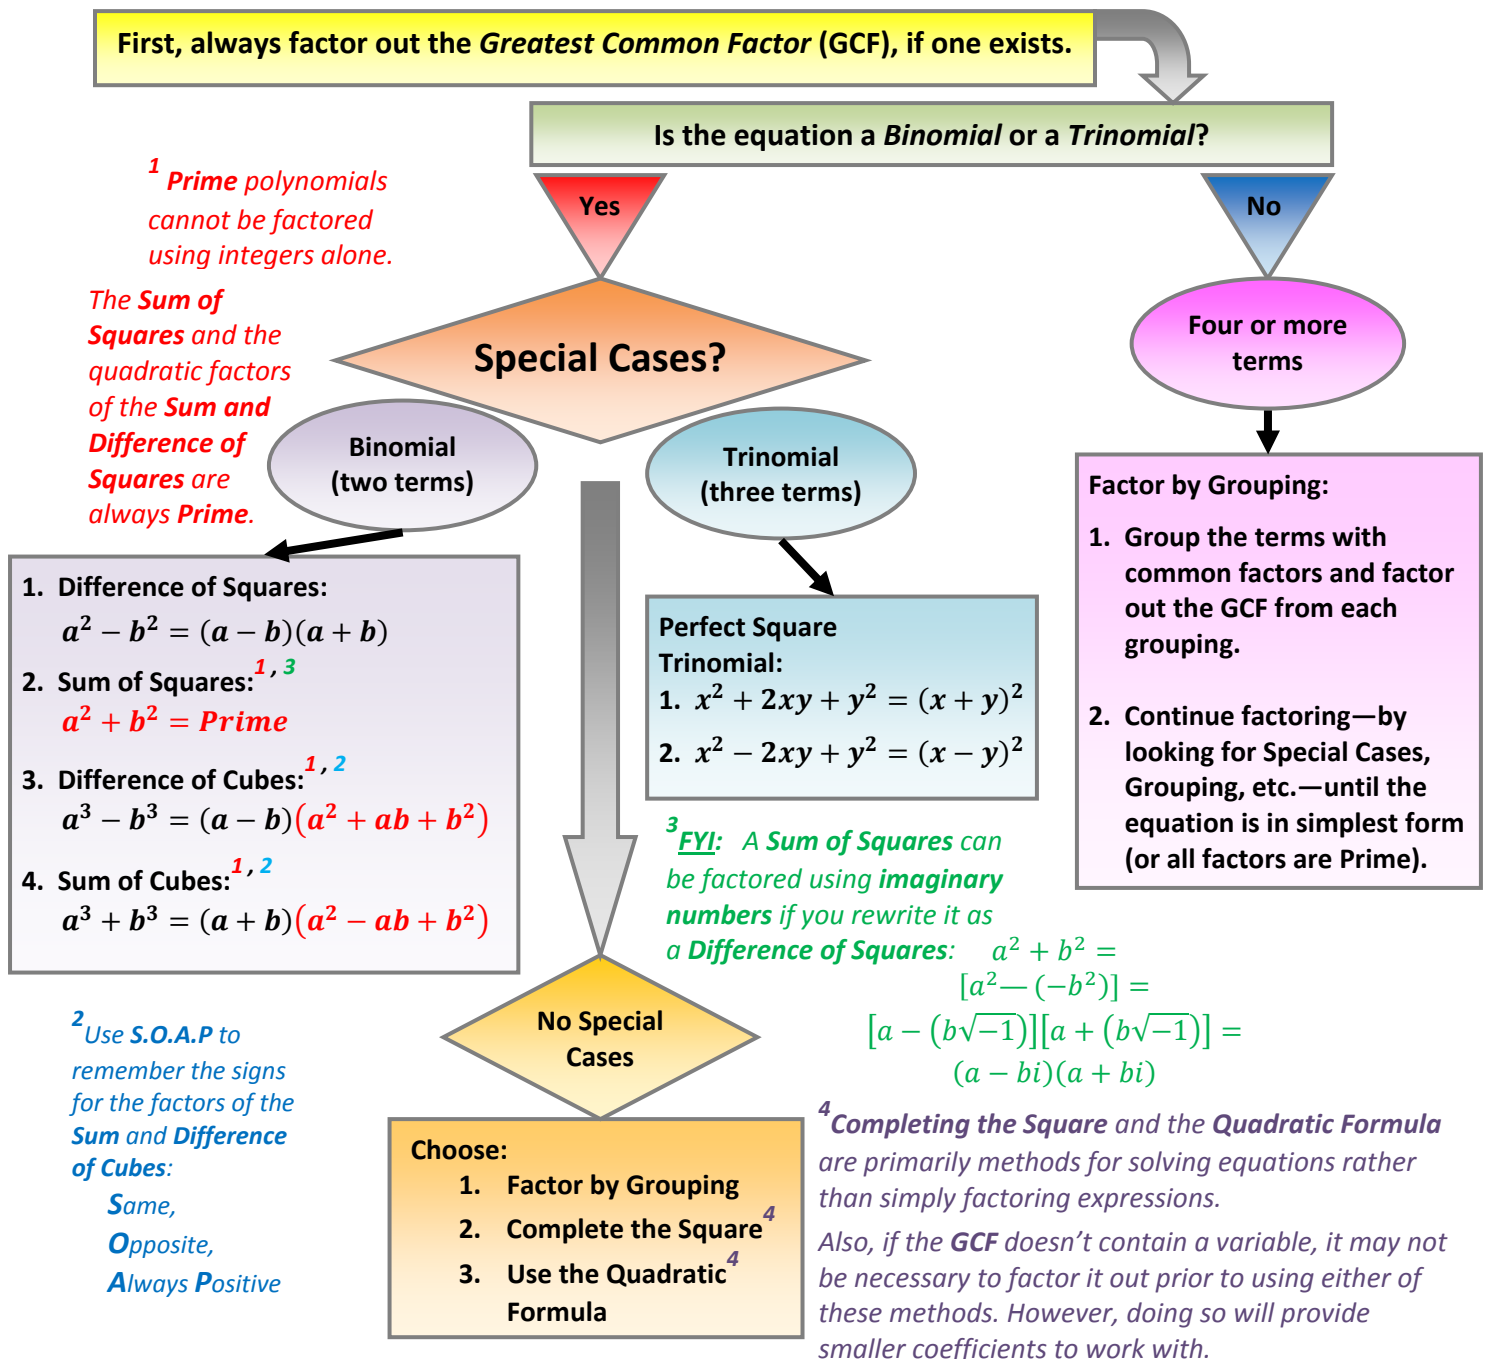 First, always factor out the Greatest Common Factor (GCF), if one exists.
Is the equation a Binomial or a Trinomial?
Yes
No
1 Prime polynomials
cannot be factored
using integers alone.
The Sum of
Squares and the
quadratic factors
of the Sum and
Difference of
Squares are
always Prime.
Special Cases?
Four or more
terms
Binomial
(two terms)
Trinomial
(three terms)
1. Difference of Squares:
a² − b² = (a − b)(a + b)
2. Sum of Squares:1 , 3
a² + b² = Prime
3. Difference of Cubes:1 , 2
a³ − b³ = (a − b)(a² + ab + b²)
4. Sum of Cubes:1 , 2
a³ + b³ = (a + b)(a² − ab + b²)
Perfect Square
Trinomial:
1. x² + 2xy + y² = (x + y)²
2. x² − 2xy + y² = (x − y)²
Factor by Grouping:
1. Group the terms with
common factors and factor
out the GCF from each
grouping.
2. Continue factoring—by
looking for Special Cases,
Grouping, etc.—until the
equation is in simplest form
(or all factors are Prime).
3FYI: A Sum of Squares can
be factored using imaginary
numbers if you rewrite it as
a Difference of Squares: a² + b² =
[a²— (−b²)] =
[a − (b√−1)][a + (b√−1)] =
(a − bi)(a + bi)
2Use S.O.A.P to
remember the signs
for the factors of the
Sum and Difference
of Cubes:
Same,
Opposite,
Always Positive
No Special
Cases
Choose:
1. Factor by Grouping
2. Complete the Square4
3. Use the Quadratic4
Formula
4Completing the Square and the Quadratic Formula
are primarily methods for solving equations rather
than simply factoring expressions.
Also, if the GCF doesn't contain a variable, it may not
be necessary to factor it out prior to using either of
these methods. However, doing so will provide
smaller coefficients to work with.